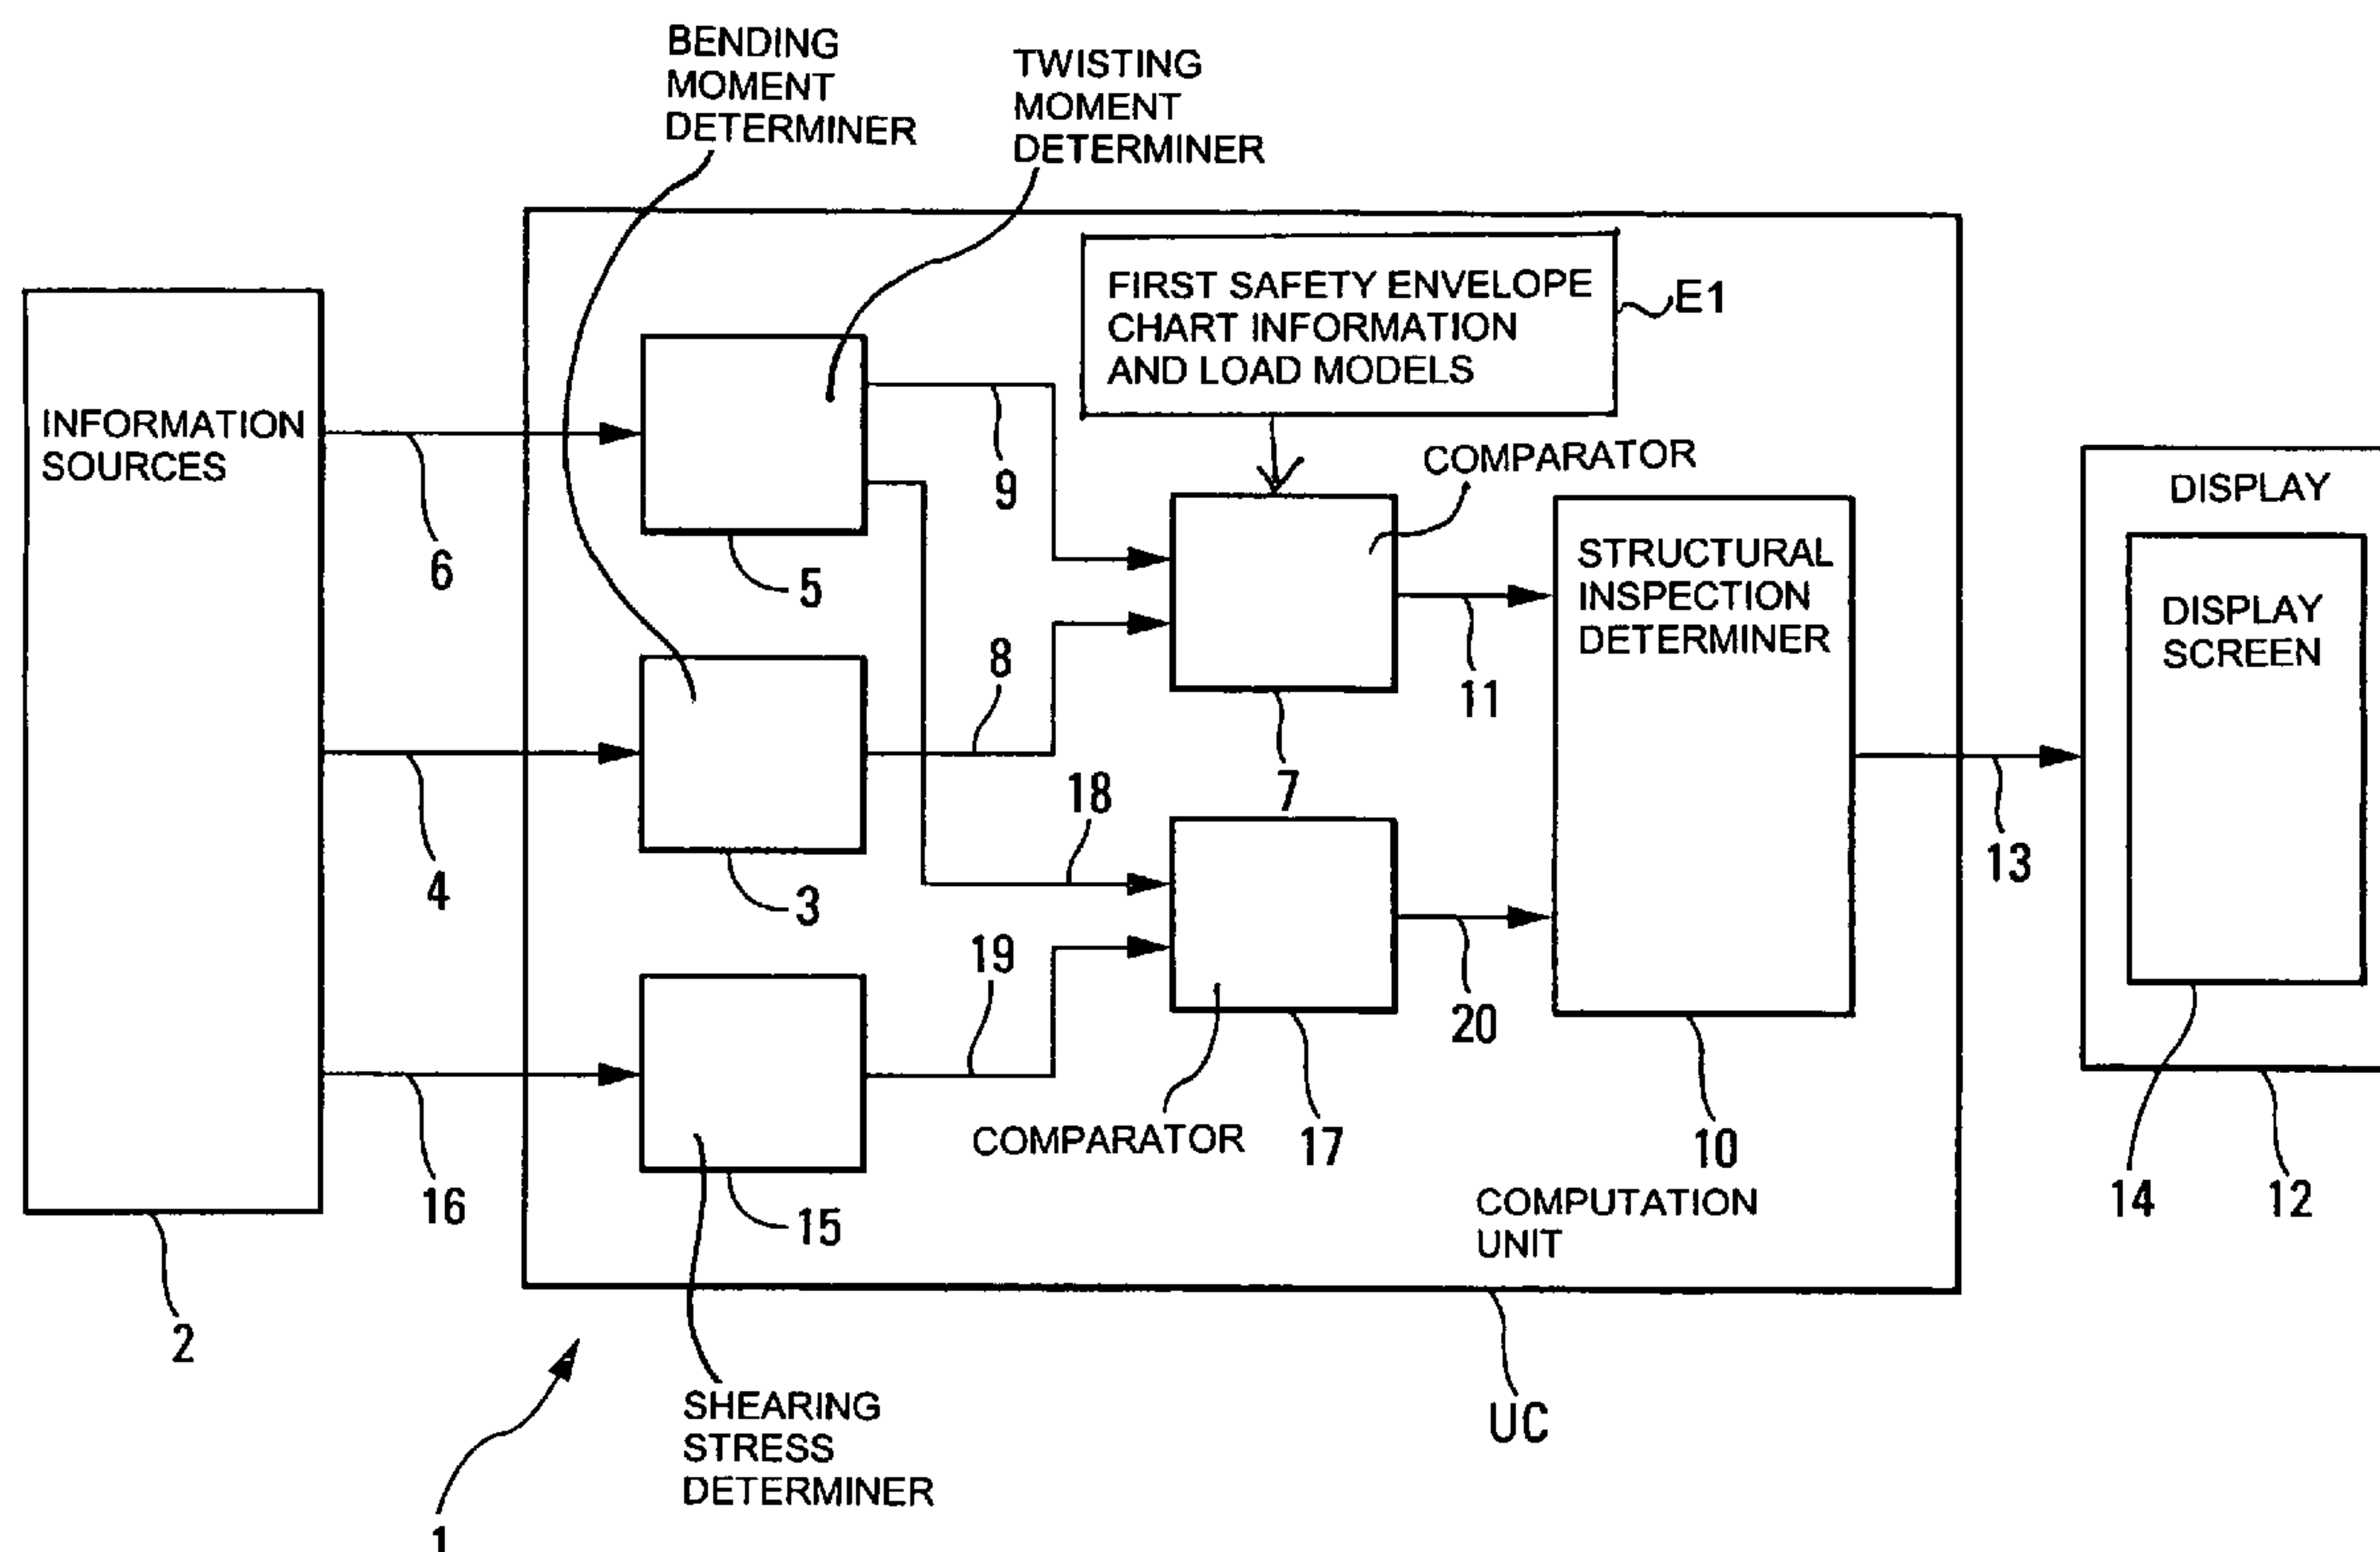 BENDING
MOMENT
DETERMINER
TWISTING
MOMENT
DETERMINER
FIRST SAFETY ENVELOPE
CHART INFORMATION
AND LOAD MODELS
E1
INFORMATION
SOURCES
6
5
9
COMPARATOR
STRUCTURAL
INSPECTION
DETERMINER
DISPLAY
DISPLAY
SCREEN
4
3
8
7
11
18
13
19
20
16
15
COMPARATOR
17
10
14
12
COMPUTATION
UNIT
2
UC
SHEARING
STRESS
DETERMINER
1